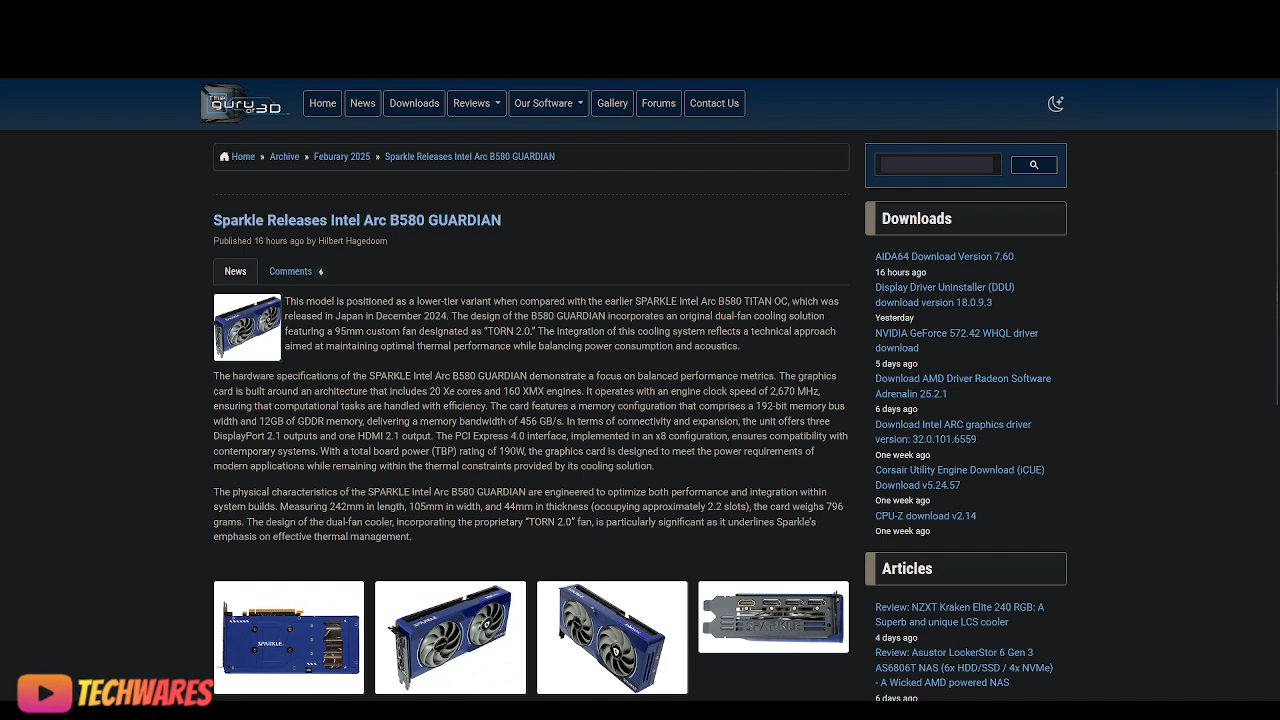 THE
GURU OF 3D
Home
News
Downloads
Reviews
Our Software
Gallery
Forums
Contact Us
Home » Archive » Feburary 2025 » Sparkle Releases Intel Arc B580 GUARDIAN
Sparkle Releases Intel Arc B580 GUARDIAN
Published 16 hours ago by Hilbert Hagedoorn
News
Comments 6
This model is positioned as a lower-tier variant when compared with the earlier SPARKLE Intel Arc B580 TITAN OC, which was
released in Japan in December 2024. The design of the B580 GUARDIAN incorporates an original dual-fan cooling solution
featuring a 95mm custom fan designated as “TORN 2.0.” The integration of this cooling system reflects a technical approach
aimed at maintaining optimal thermal performance while balancing power consumption and acoustics.
The hardware specifications of the SPARKLE Intel Arc B580 GUARDIAN demonstrate a focus on balanced performance metrics. The graphics
card is built around an architecture that includes 20 Xe cores and 160 XMX engines. It operates with an engine clock speed of 2,670 MHz,
ensuring that computational tasks are handled with efficiency. The card features a memory configuration that comprises a 192-bit memory bus
width and 12GB of GDDR memory, delivering a memory bandwidth of 456 GB/s. In terms of connectivity and expansion, the unit offers three
DisplayPort 2.1 outputs and one HDMI 2.1 output. The PCI Express 4.0 interface, implemented in an x8 configuration, ensures compatibility with
contemporary systems. With a total board power (TBP) rating of 190W, the graphics card is designed to meet the power requirements of
modern applications while remaining within the thermal constraints provided by its cooling solution.
The physical characteristics of the SPARKLE Intel Arc B580 GUARDIAN are engineered to optimize both performance and integration within
system builds. Measuring 242mm in length, 105mm in width, and 44mm in thickness (occupying approximately 2.2 slots), the card weighs 796
grams. The design of the dual-fan cooler, incorporating the proprietary “TORN 2.0” fan, is particularly significant as it underlines Sparkle’s
emphasis on effective thermal management.
SPARKLE
SPARKLE
SPARKLE
Downloads
AIDA64 Download Version 7.60
16 hours ago
Display Driver Uninstaller (DDU)
download version 18.0.9.3
Yesterday
NVIDIA GeForce 572.42 WHQL driver
download
5 days ago
Download AMD Driver Radeon Software
Adrenalin 25.2.1
6 days ago
Download Intel ARC graphics driver
version: 32.0.101.6559
One week ago
Corsair Utility Engine Download (iCUE)
Download v5.24.57
One week ago
CPU-Z download v2.14
One week ago
Articles
Review: NZXT Kraken Elite 240 RGB: A
Superb and unique LCS cooler
4 days ago
Review: Asustor LockerStor 6 Gen 3
AS6806T NAS (6x HDD/SSD / 4x NVMe)
- A Wicked AMD powered NAS
6 days ago
TECHWARES